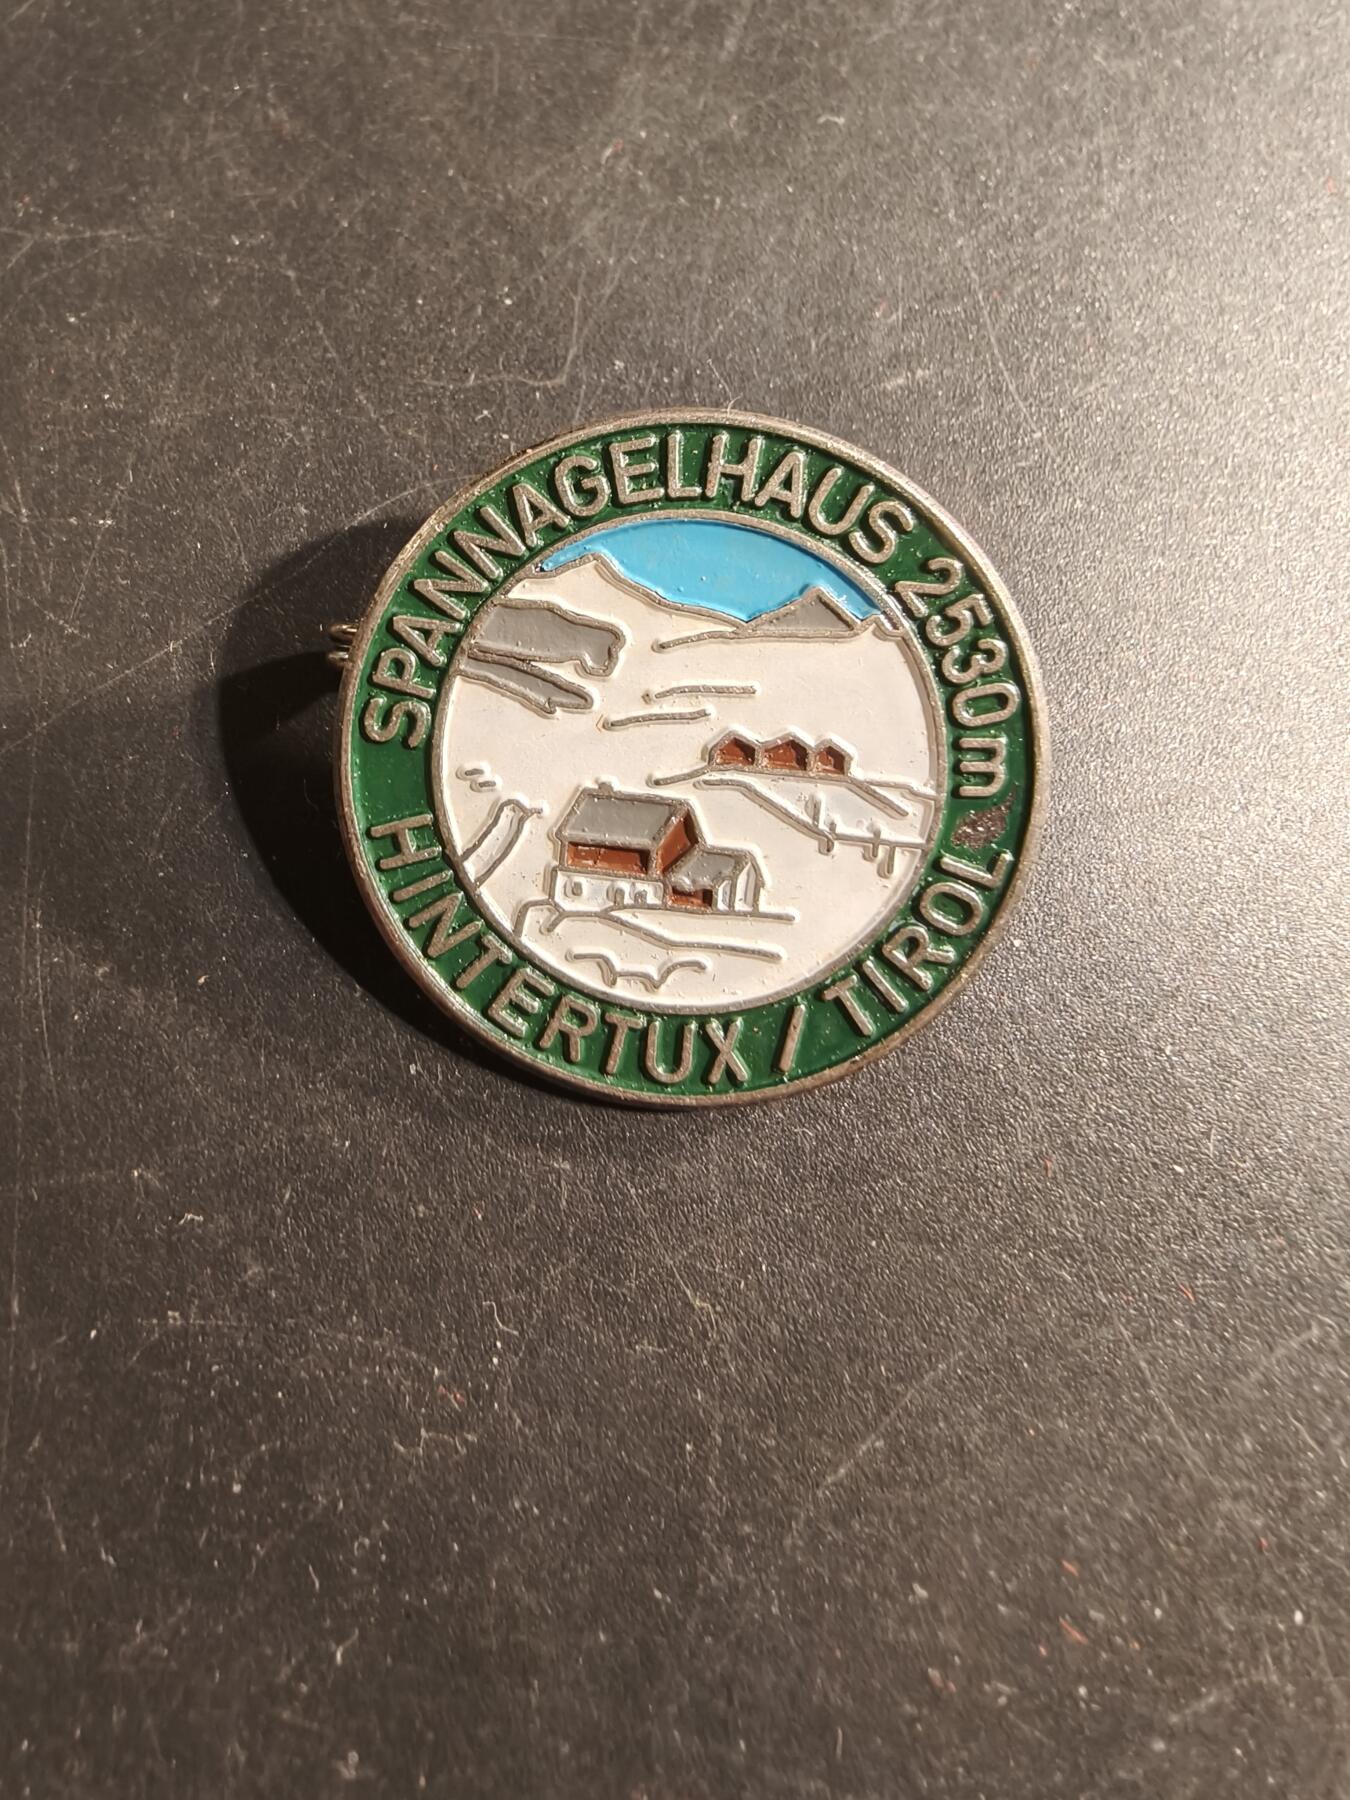 SPANNAGELHAUS 2530m
HINTERTUX / TIROL